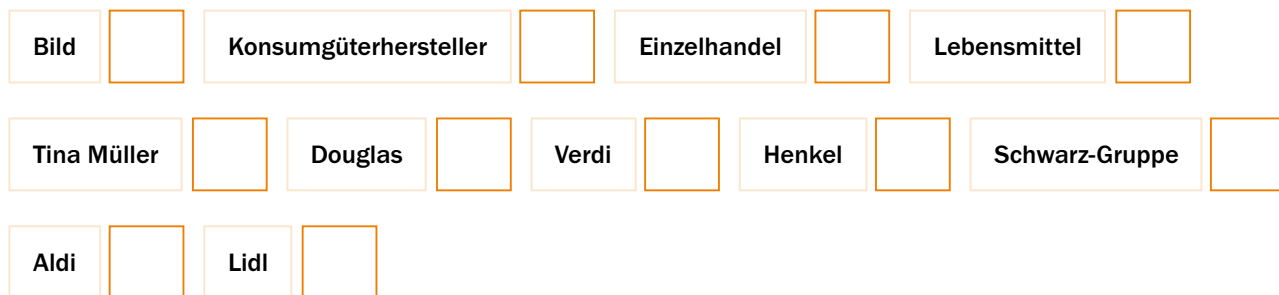 Bild Konsumgüterhersteller Einzelhandel Lebensmittel
Tina Müller Douglas Verdi Henkel Schwarz-Gruppe
Aldi Lidl